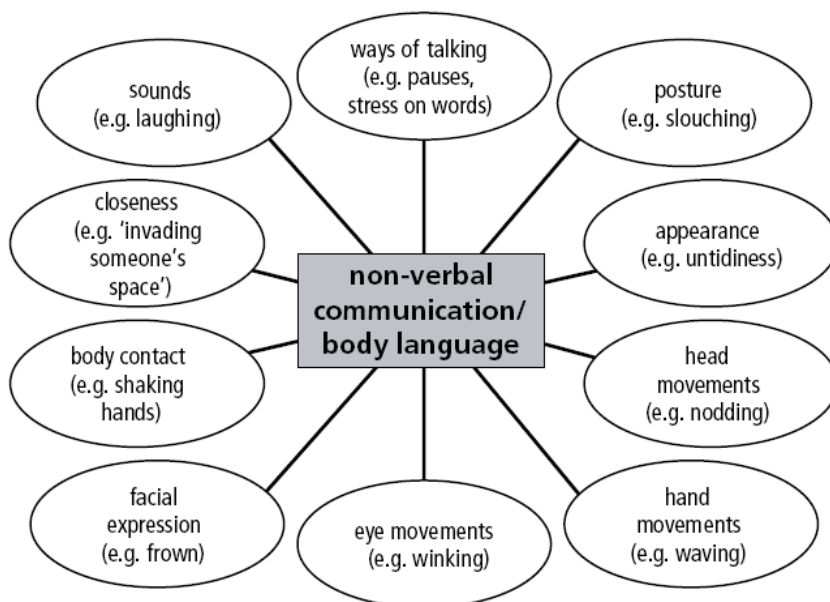 ways of talking
(e.g. pauses,
stress on words)
sounds
(e.g. laughing)
posture
(e.g. slouching)
closeness
(e.g. ‘invading
someone’s
space’)
appearance
(e.g. untidiness)
non-verbal
communication/
body language
body contact
(e.g. shaking
hands)
head
movements
(e.g. nodding)
facial
expression
(e.g. frown)
eye movements
(e.g. winking)
hand
movements
(e.g. waving)